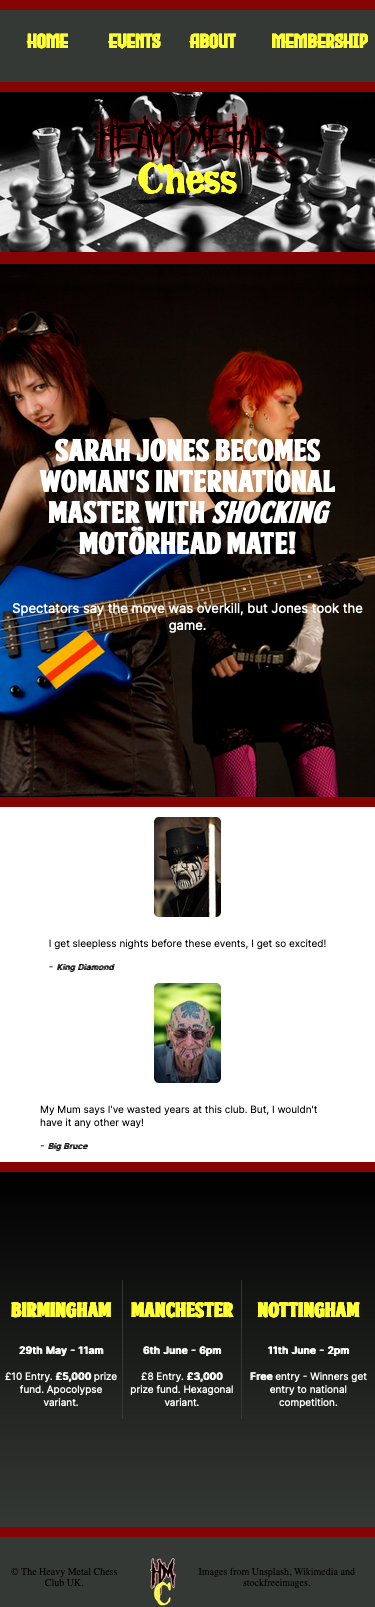 HOME EVENTS ABOUT MEMBERSHIP
HEAVY METAL
Chess
SARAH JONES BECOMES
WOMAN'S INTERNATIONAL
MASTER WITH SHOCKING
MOTÖRHEAD MATE!
Spectators say the move was overkill, but Jones took the
game.
I get sleepless nights before these events, I get so excited!
- King Diamond
My Mum says I've wasted years at this club. But, I wouldn't
have it any other way!
- Big Bruce
BIRMINGHAM
29th May - 11am
£10 Entry. £5,000 prize
fund. Apocolypse
variant.
MANCHESTER
6th June - 6pm
£8 Entry. £3,000
prize fund. Hexagonal
variant.
NOTTINGHAM
11th June - 2pm
Free entry - Winners get
entry to national
competition.
© The Heavy Metal Chess
Club UK.
HM
C
Images from Unsplash, Wikimedia and
stockfreeimages.